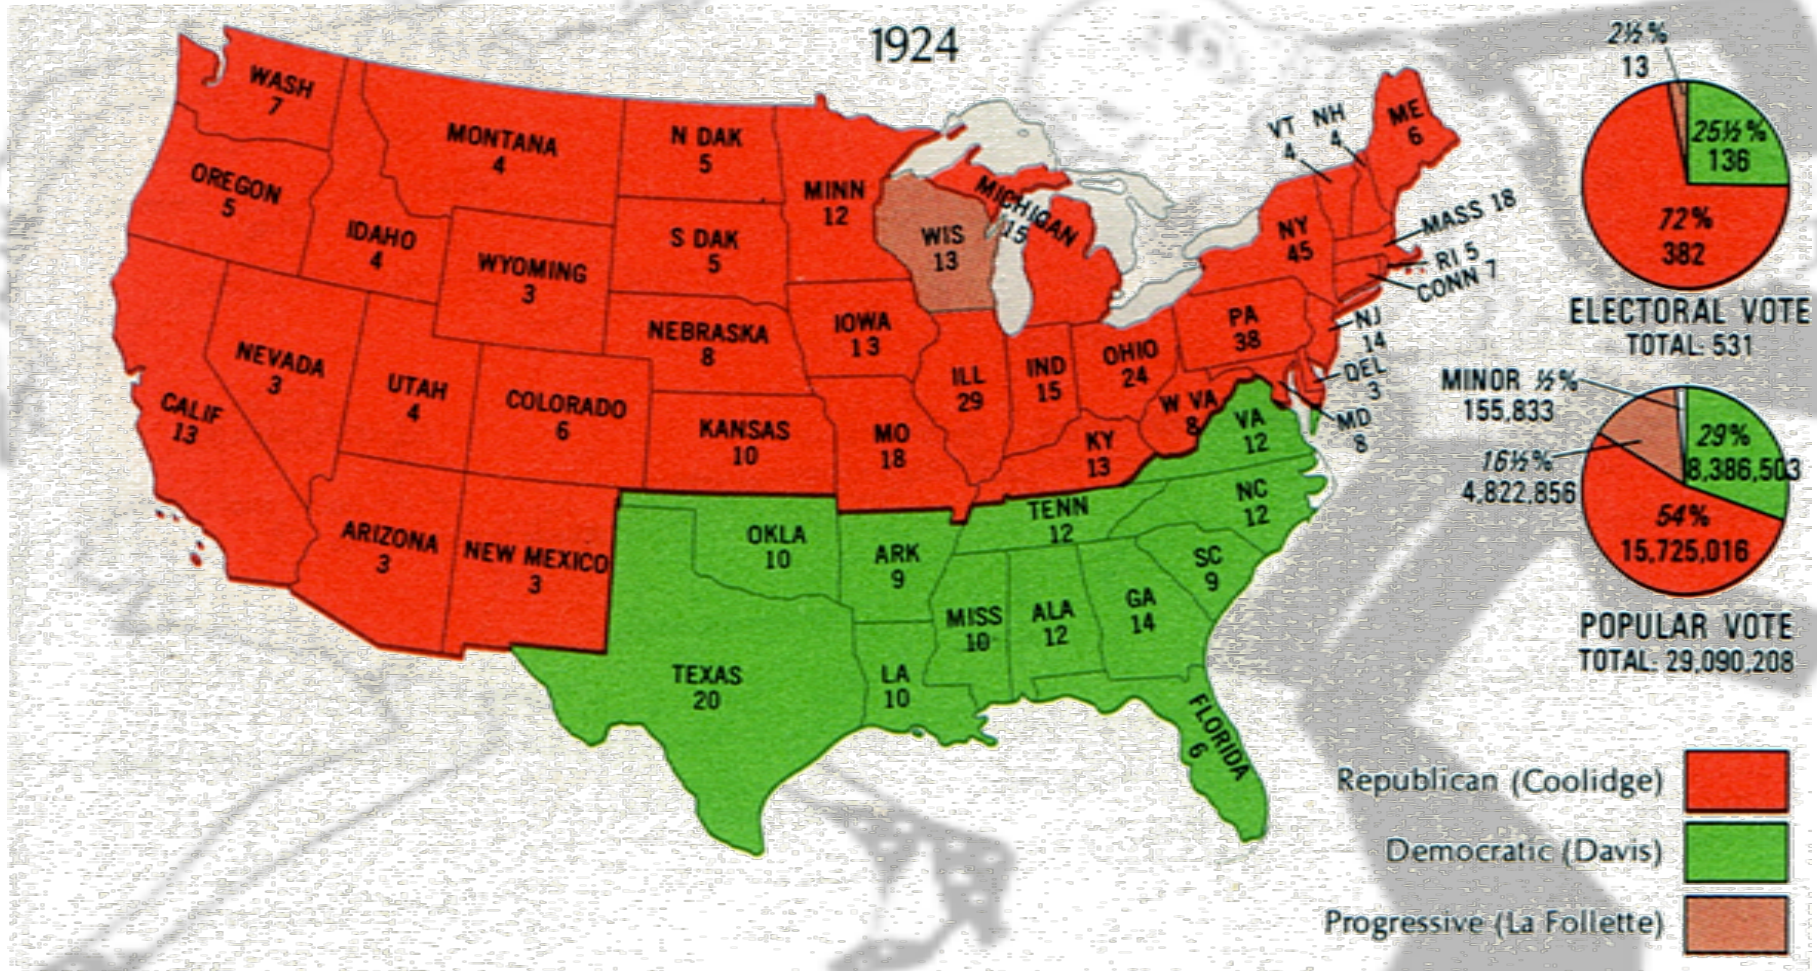 1924
WASH
7
MONTANA
4
N DAK
5
MINN
12
OREGON
5
IDAHO
4
WYOMING
3
S DAK
5
WIS
13
MICHIGAN
15
VT
4
NH
4
ME
6
NY
45
MASS 18
RI 5
CONN 7
NEBRASKA
8
IOWA
13
PA
38
NJ
14
NEVADA
3
UTAH
4
COLORADO
6
ILL
29
IND
15
OHIO
24
DEL
3
MD
8
CALIF
13
KANSAS
10
MO
18
KY
13
W VA
8
VA
12
ARIZONA
3
NEW MEXICO
3
OKLA
10
ARK
9
TENN
12
NC
12
SC
9
TEXAS
20
LA
10
MISS
10
ALA
12
GA
14
FLORIDA
6
2½%
13
25½%
136
72%
382
ELECTORAL VOTE
TOTAL: 531
MINOR ½%
155,833
29%
8,386,503
16½%
4,822,856
54%
15,725,016
POPULAR VOTE
TOTAL: 29,090,208
Republican (Coolidge)
Democratic (Davis)
Progressive (La Follette)